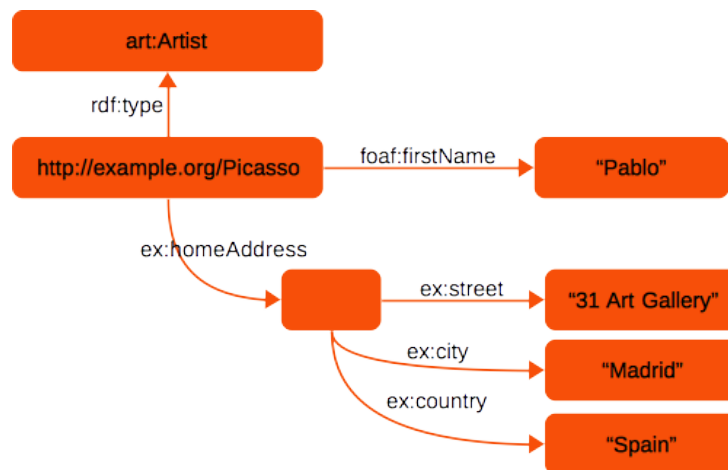 art:Artist
rdf:type
http://example.org/Picasso
foaf:firstName
“Pablo”
ex:homeAddress
ex:street
“31 Art Gallery”
ex:city
“Madrid”
ex:country
“Spain”